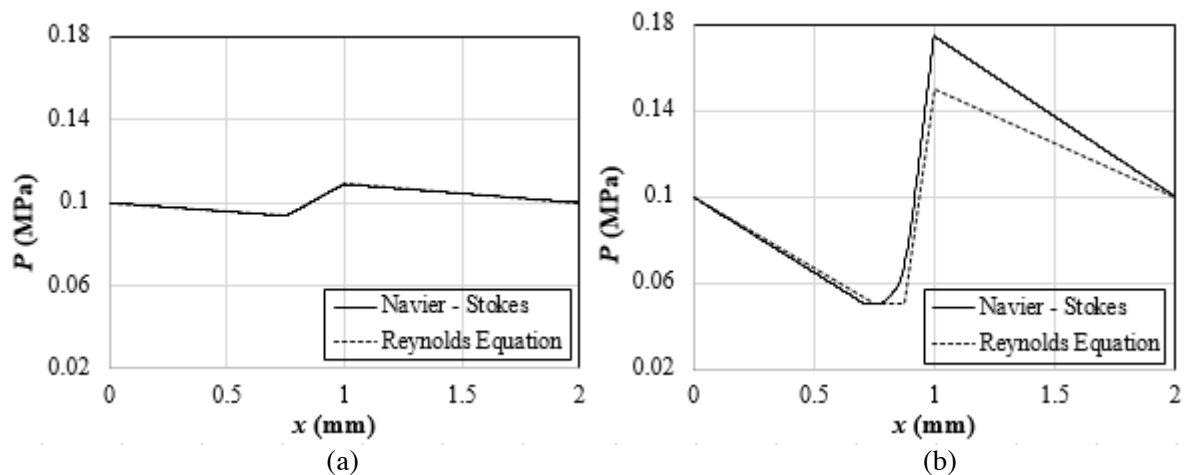 0.18
0.14
0.1
0.06
0.02
P (MPa)
Navier - Stokes
Reynolds Equation
0 0.5 1 1.5 2
x (mm)
(a)
0.18
0.14
0.1
0.06
0.02
P (MPa)
Navier - Stokes
Reynolds Equation
0 0.5 1 1.5 2
x (mm)
(b)